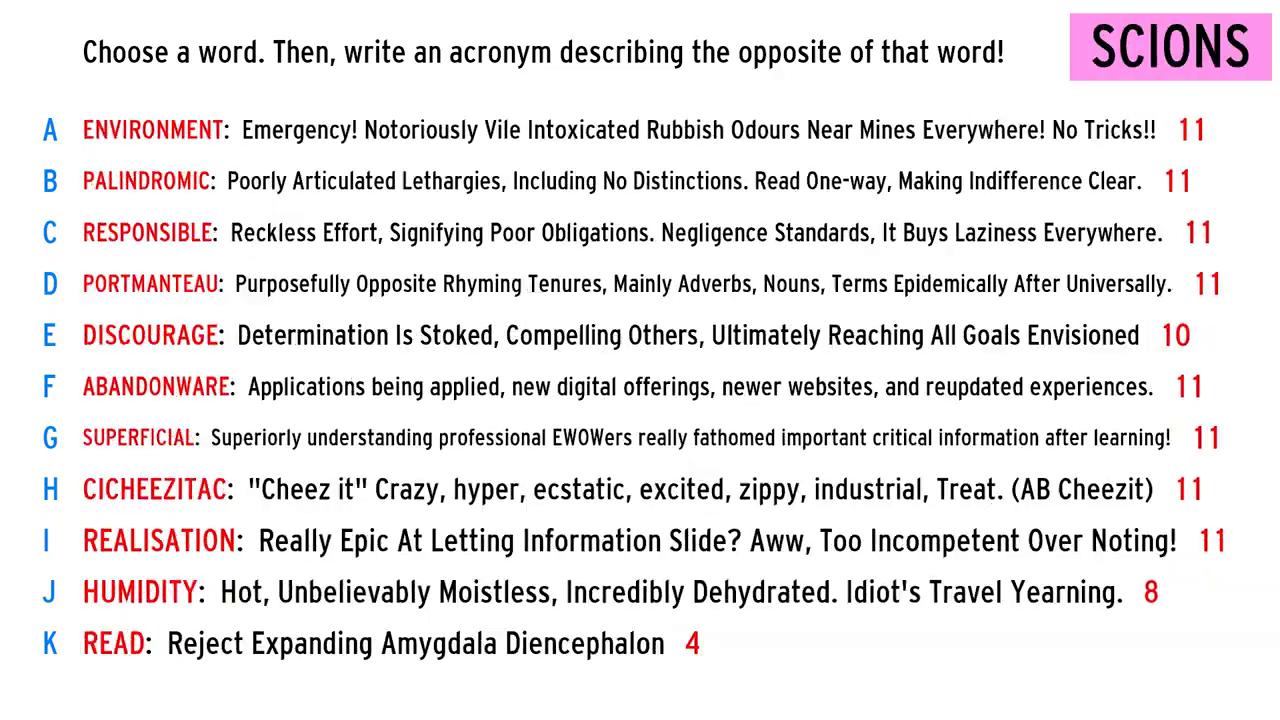 Choose a word. Then, write an acronym describing the opposite of that word!
SCIONS
A ENVIRONMENT: Emergency! Notoriously Vile Intoxicated Rubbish Odours Near Mines Everywhere! No Tricks!! 11
B PALINDROMIC: Poorly Articulated Lethargies, Including No Distinctions. Read One-way, Making Indifference Clear. 11
C RESPONSIBLE: Reckless Effort, Signifying Poor Obligations. Negligence Standards, It Buys Laziness Everywhere. 11
D PORTMANTEAU: Purposefully Opposite Rhyming Tenures, Mainly Adverbs, Nouns, Terms Epidemically After Universally. 11
E DISCOURAGE: Determination Is Stoked, Compelling Others, Ultimately Reaching All Goals Envisioned 10
F ABANDONWARE: Applications being applied, new digital offerings, newer websites, and reupdated experiences. 11
G SUPERFICIAL: Superiorly understanding professional EWOWers really fathomed important critical information after learning! 11
H CICHEEZITAC: "Cheez it" Crazy, hyper, ecstatic, excited, zippy, industrial, Treat. (AB Cheezit) 11
I REALISATION: Really Epic At Letting Information Slide? Aww, Too Incompetent Over Noting! 11
J HUMIDITY: Hot, Unbelievably Moistless, Incredibly Dehydrated. Idiot's Travel Yearning. 8
K READ: Reject Expanding Amygdala Diencephalon 4